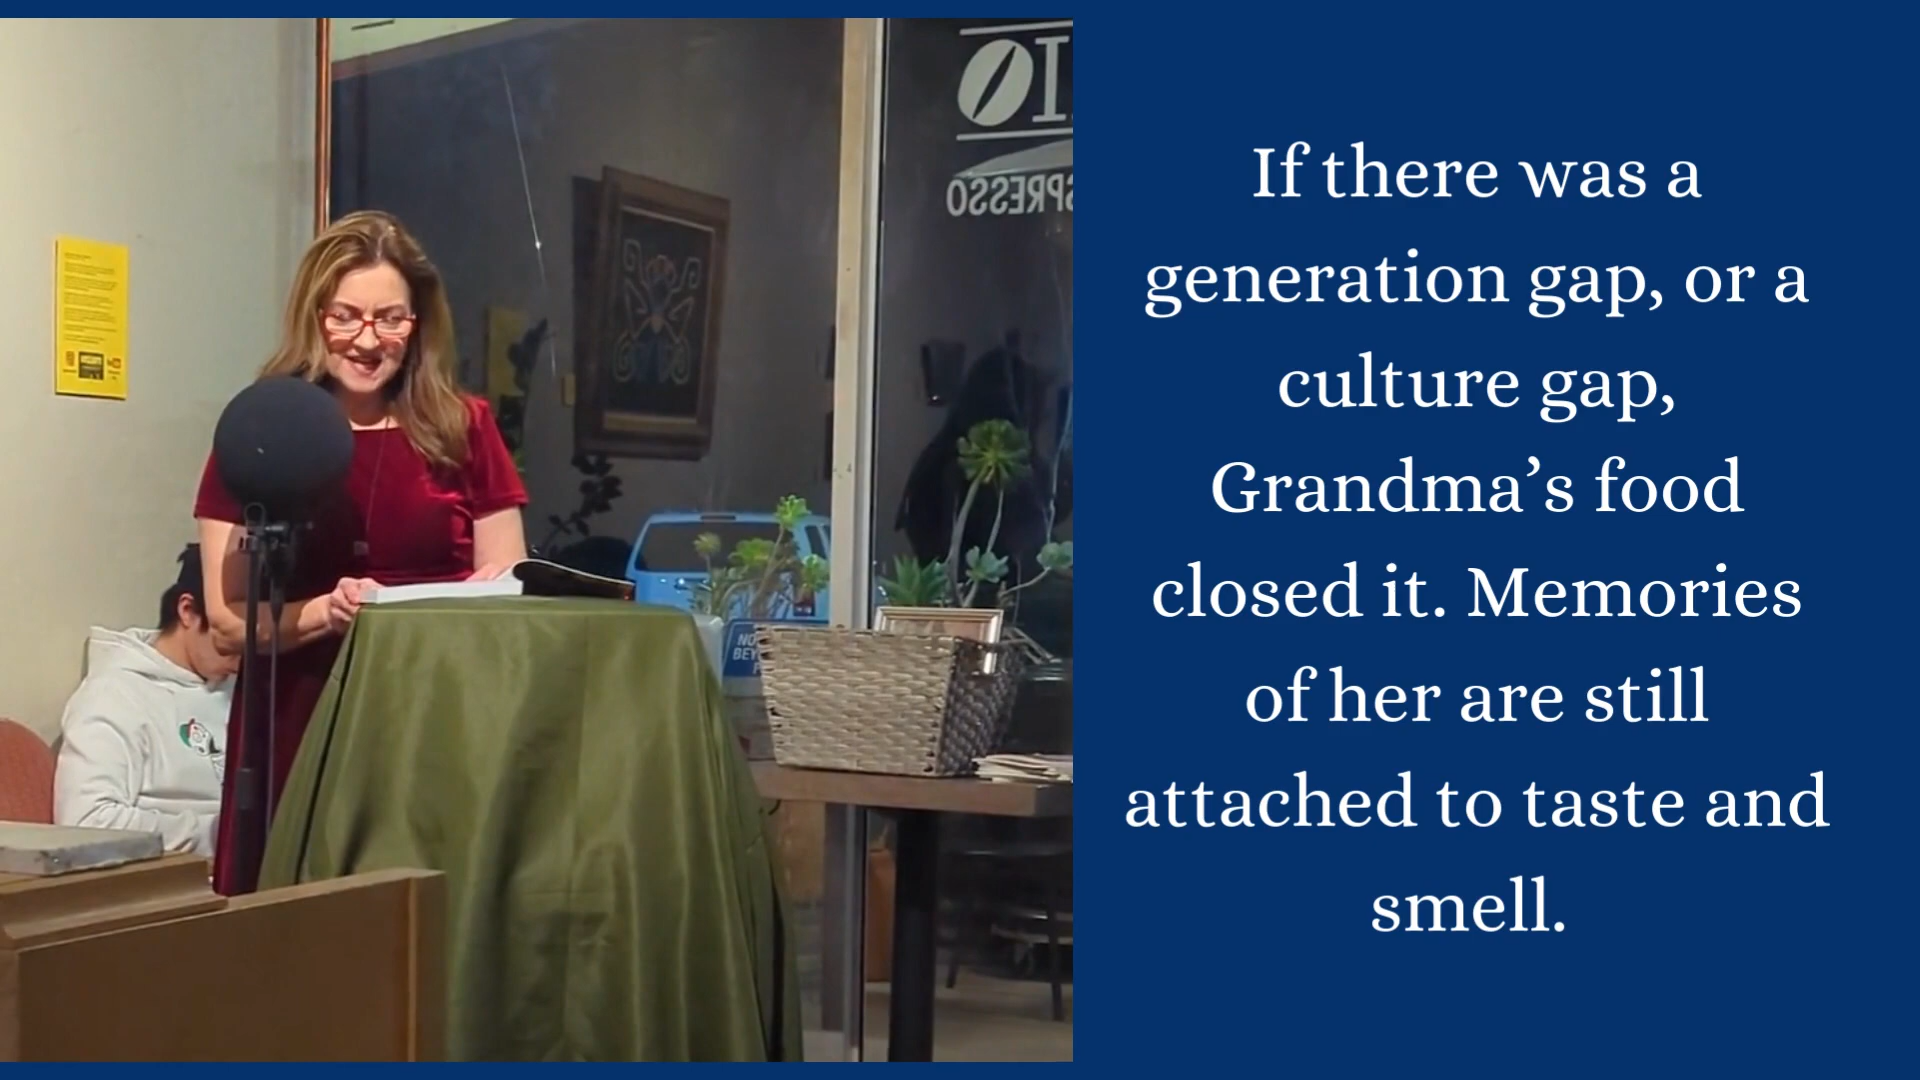 If there was a
generation gap, or a
culture gap,
Grandma’s food
closed it. Memories
of her are still
attached to taste and
smell.